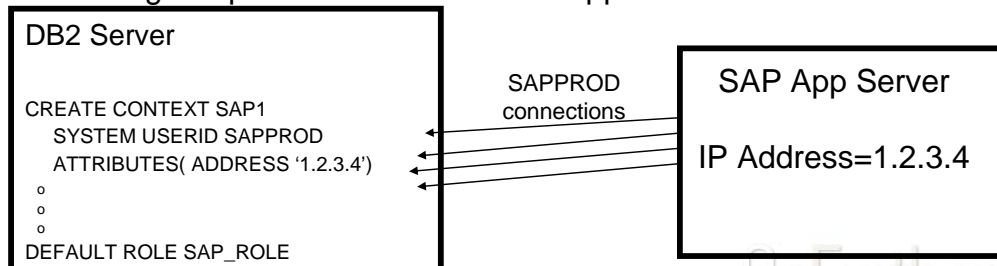 DB2 Server
CREATE CONTEXT SAP1
SYSTEM USERID SAPPROD
ATTRIBUTES( ADDRESS ‘1.2.3.4’)
o
o
o
DEFAULT ROLE SAP_ROLE
SAPPROD
connections
SAP App Server
IP Address=1.2.3.4